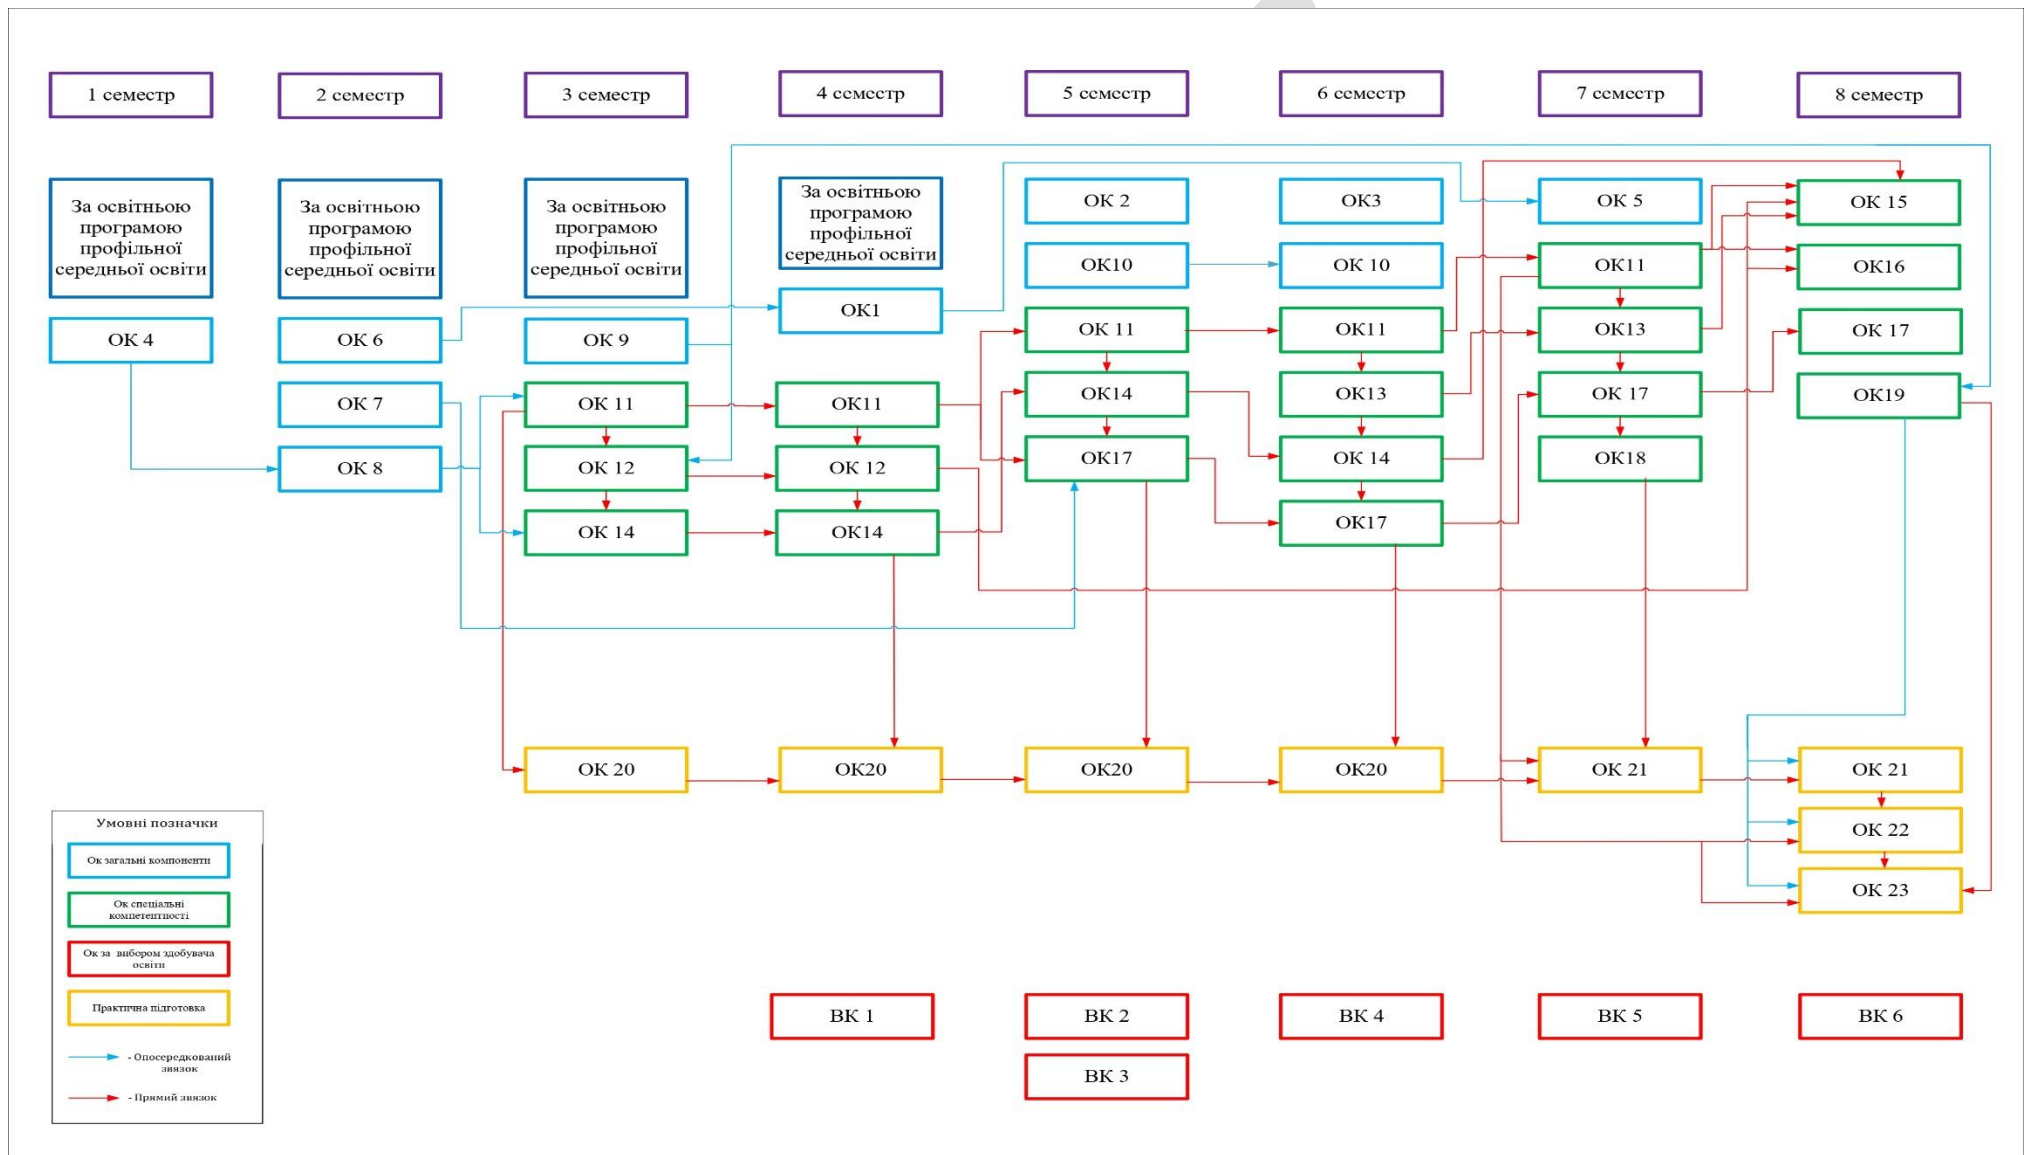 1 семестр
2 семестр
3 семестр
4 семестр
5 семестр
6 семестр
7 семестр
8 семестр
За освітньою
програмою
профільної
середньої освіти
ОК 4
За освітньою
програмою
профільної
середньої освіти
ОК 6
ОК 7
ОК 8
За освітньою
програмою
профільної
середньої освіти
ОК 9
ОК 11
ОК 12
ОК 14
ОК 20
За освітньою
програмою
профільної
середньої освіти
ОК1
ОК11
ОК 12
ОК14
ОК20
ВК 1
ОК 2
ОК10
ОК 11
ОК14
ОК17
ОК20
ВК 2
ВК 3
ОК3
ОК 10
ОК11
ОК13
ОК 14
ОК17
ОК20
ВК 4
ОК 5
ОК11
ОК13
ОК 17
ОК18
ОК 21
ВК 5
ОК 15
ОК16
ОК 17
ОК19
ОК 21
ОК 22
ОК 23
ВК 6
Умовні позначки
Ок загальні компоненти
Ок спеціальні
компетентності
Ок за вибором здобувача
освіти
Практична підготовка
- Опосередкований
звязок
- Прямий звязок